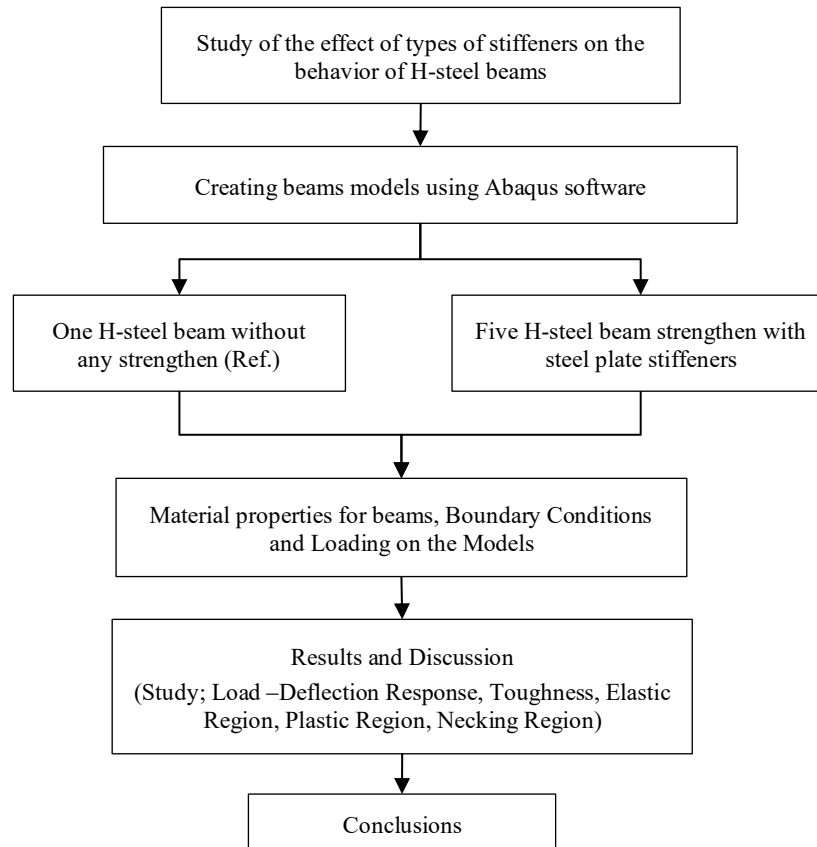 Study of the effect of types of stiffeners on the
behavior of H-steel beams
Creating beams models using Abaqus software
One H-steel beam without
any strengthen (Ref.)
Five H-steel beam strengthen with
steel plate stiffeners
Material properties for beams, Boundary Conditions
and Loading on the Models
Results and Discussion
(Study; Load –Deflection Response, Toughness, Elastic
Region, Plastic Region, Necking Region)
Conclusions